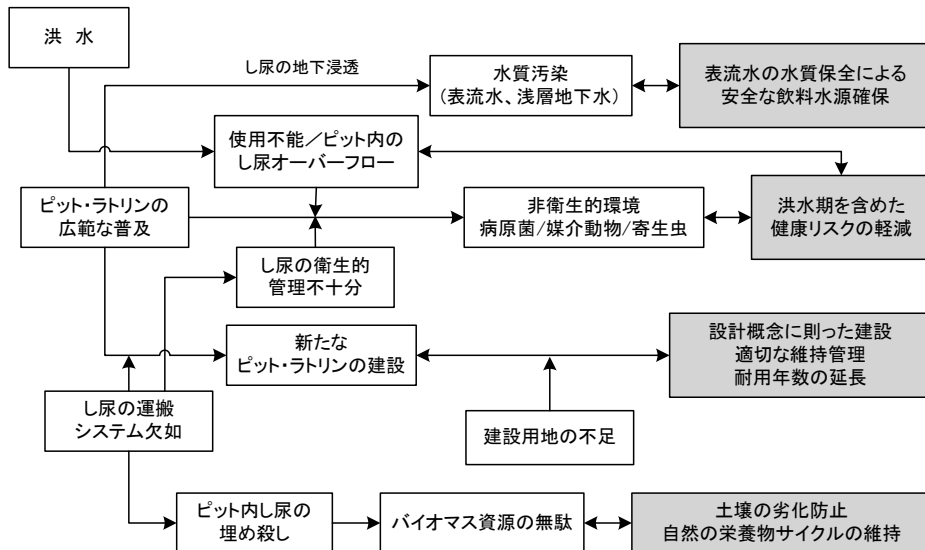 洪 水
し尿の地下浸透
水質汚染
(表流水、浅層地下水)
表流水の水質保全による
安全な飲料水源確保
使用不能／ピット内の
し尿オーバーフロー
ピット・ラトリンの
広範な普及
非衛生的環境
病原菌/媒介動物/寄生虫
洪水期を含めた
健康リスクの軽減
し尿の衛生的
管理不十分
新たな
ピット・ラトリンの建設
設計概念に則った建設
適切な維持管理
耐用年数の延長
し尿の運搬
システム欠如
建設用地の不足
ピット内し尿の
埋め殺し
バイオマス資源の無駄
土壌の劣化防止
自然の栄養物サイクルの維持